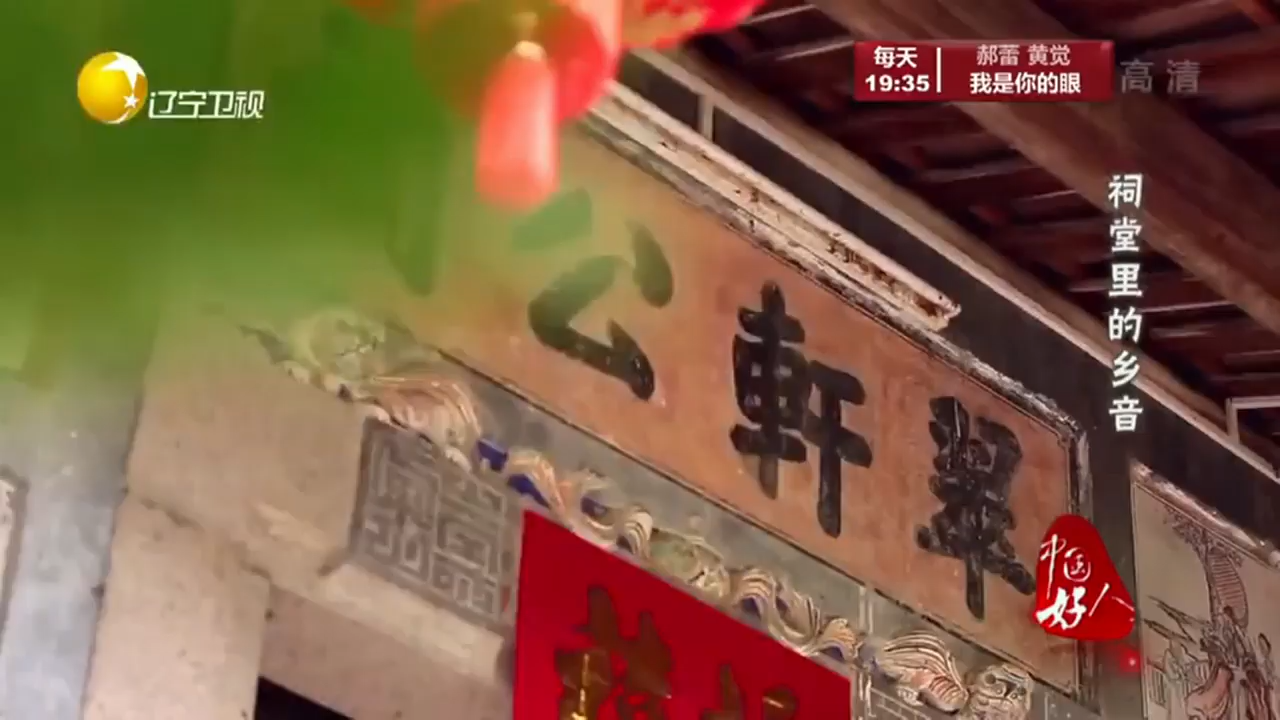 辽宁卫视
每天
19:35
郝蕾 黄觉
我是你的眼
高清
祠堂里的乡音
翠軒公
中国
好人